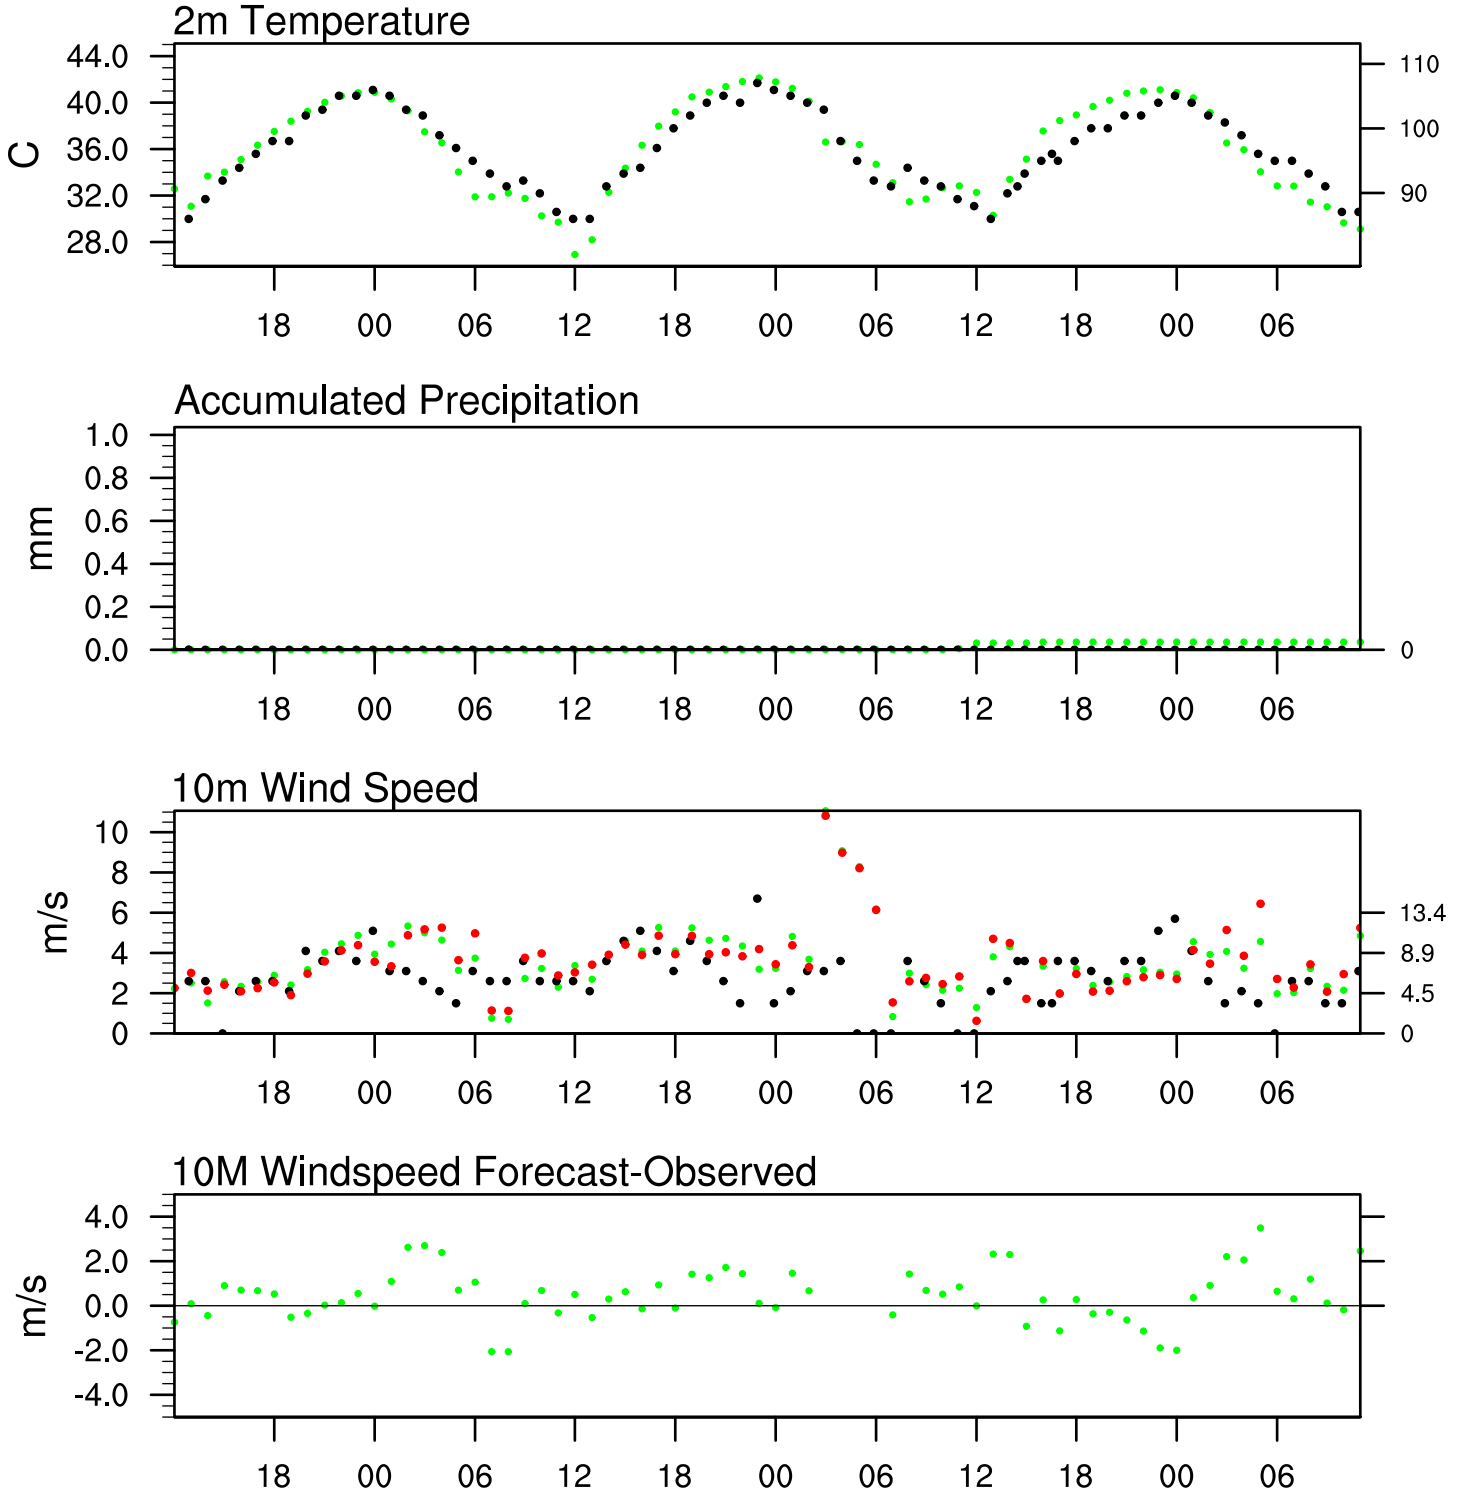 2m Temperature
44.0
40.0
36.0
32.0
28.0
C
110
100
90
18 00 06 12 18 00 06 12 18 00 06
Accumulated Precipitation
1.0
0.8
0.6
0.4
0.2
0.0
mm
0
18 00 06 12 18 00 06 12 18 00 06
10m Wind Speed
10
8
6
4
2
0
m/s
13.4
8.9
4.5
0
18 00 06 12 18 00 06 12 18 00 06
10M Windspeed Forecast-Observed
4.0
2.0
0.0
-2.0
-4.0
m/s
18 00 06 12 18 00 06 12 18 00 06